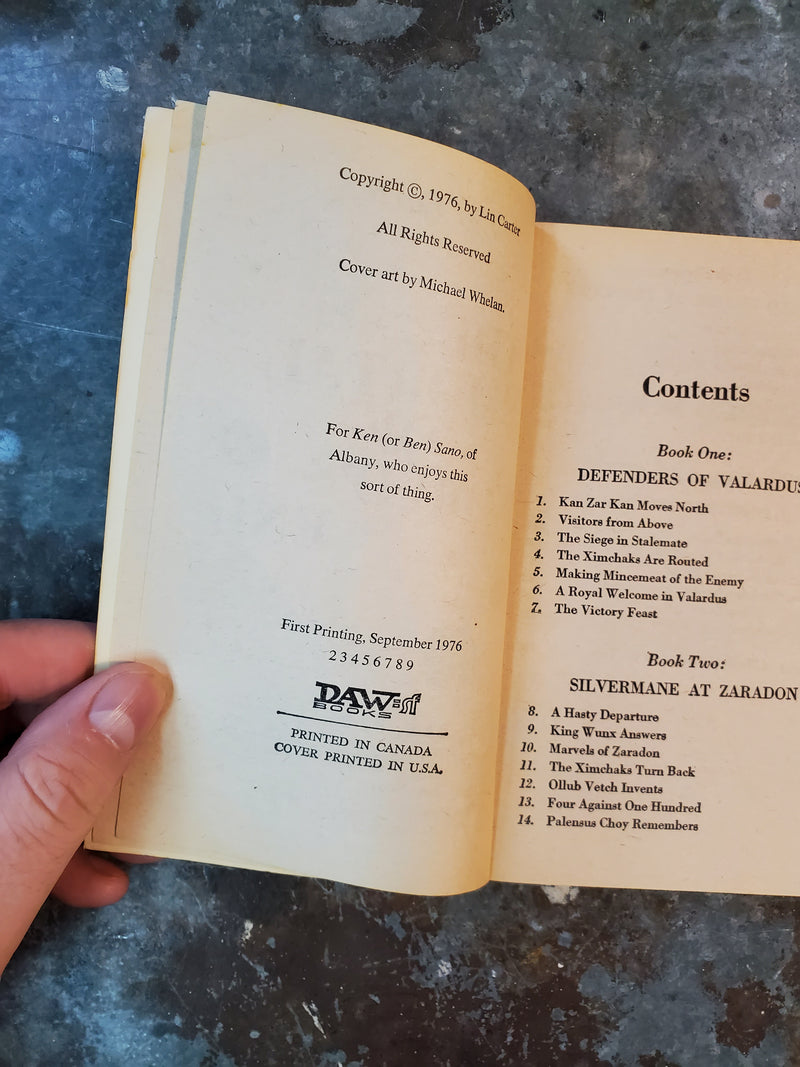 Copyright ©, 1976, by Lin Carter
All Rights Reserved
Cover art by Michael Whelan.
For Ken (or Ben) Sano, of
Albany, who enjoys this
sort of thing.
First Printing, September 1976
2 3 4 5 6 7 8 9
DAW=sf
BOOKS
PRINTED IN CANADA
COVER PRINTED IN U.S.A.
Contents
Book One:
DEFENDERS OF VALARDUS
1. Kan Zar Kan Moves North
2. Visitors from Above
3. The Siege in Stalemate
4. The Ximchaks Are Routed
5. Making Mincemeat of the Enemy
6. A Royal Welcome in Valardus
7. The Victory Feast
Book Two:
SILVERMANE AT ZARADON
8. A Hasty Departure
9. King Wunx Answers
10. Marvels of Zaradon
11. The Ximchaks Turn Back
12. Ollub Vetch Invents
13. Four Against One Hundred
14. Palensus Choy Remembers